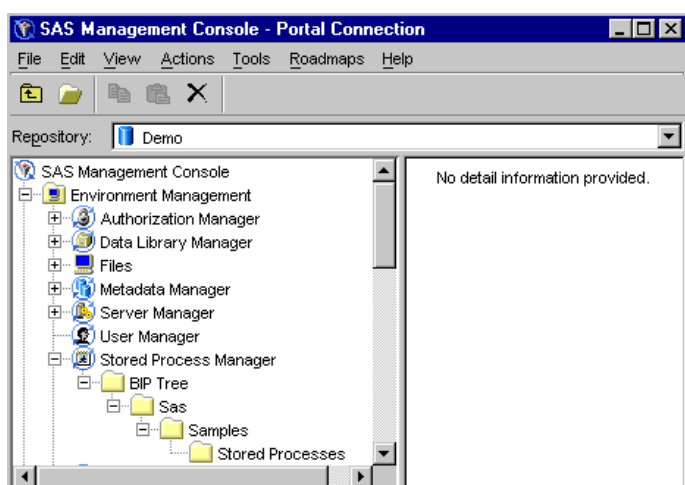 SAS Management Console - Portal Connection
File Edit View Actions Tools Roadmaps Help
Repository: Demo
SAS Management Console
No detail information provided.
Environment Management
Authorization Manager
Data Library Manager
Files
Metadata Manager
Server Manager
User Manager
Stored Process Manager
BIP Tree
Sas
Samples
Stored Processes